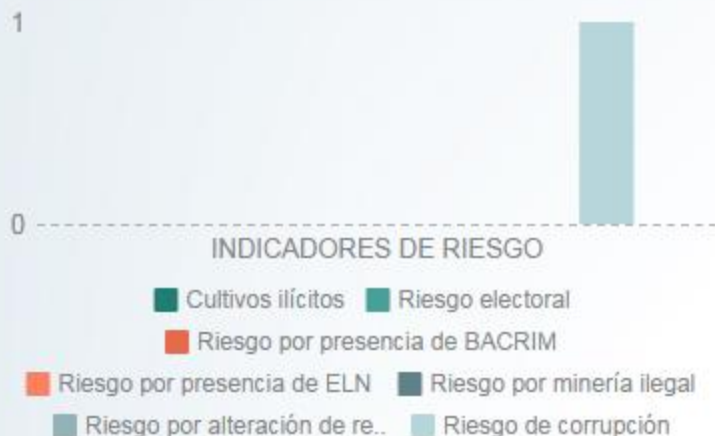 1
0
INDICADORES DE RIESGO
Cultivos ilícitos Riesgo electoral
Riesgo por presencia de BACRIM
Riesgo por presencia de ELN Riesgo por minería ilegal
Riesgo por alteración de re.. Riesgo de corrupción